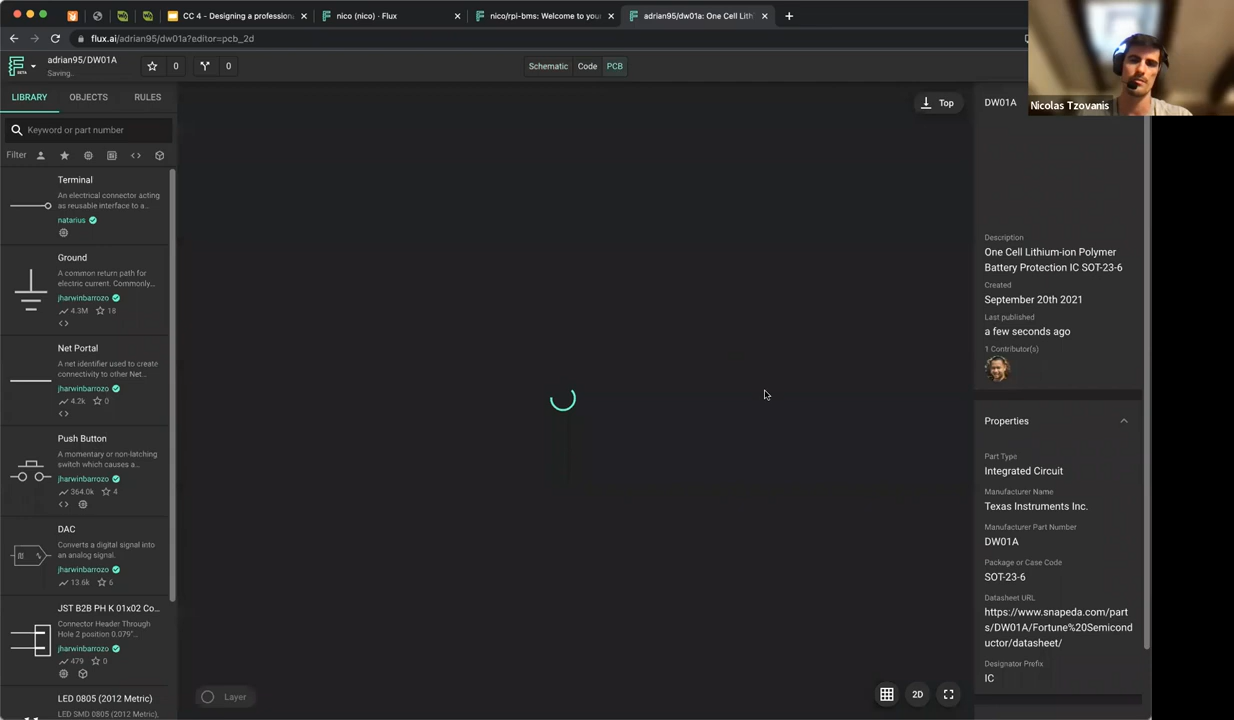 CC 4 - Designing a profession
nico (nico) · Flux
nico/rpi-bms: Welcome to your
adrian95/dw01a: One Cell Lith
flux.ai/adrian95/dw01a?editor=pcb_2d
BETA
adrian95/DW01A
Saving...
0
0
Schematic
Code
PCB
Nicolas Tzovanis
LIBRARY
OBJECTS
RULES
Keyword or part number
Filter
Terminal
An electrical connector acting
as reusable interface to a...
natarius
Ground
A common return path for
electric current. Commonly...
jharwinbarrozo
4.3M
18
Net Portal
A net identifier used to create
connectivity to other Net...
jharwinbarrozo
4.2k
0
Push Button
A momentary or non-latching
switch which causes a...
jharwinbarrozo
364.0k
4
DAC
Converts a digital signal into
an analog signal.
jharwinbarrozo
13.6k
6
JST B2B PH K 01x02 Co...
Connector Header Through
Hole 2 position 0.079"...
jharwinbarrozo
479
0
LED 0805 (2012 Metric)
LED SMD 0805 (2012 Metric),
Top
Layer
2D
DW01A
Description
One Cell Lithium-ion Polymer
Battery Protection IC SOT-23-6
Created
September 20th 2021
Last published
a few seconds ago
1 Contributor(s)
Properties
Part Type
Integrated Circuit
Manufacturer Name
Texas Instruments Inc.
Manufacturer Part Number
DW01A
Package or Case Code
SOT-23-6
Datasheet URL
https://www.snapeda.com/part
s/DW01A/Fortune%20Semicond
uctor/datasheet/
Designator Prefix
IC